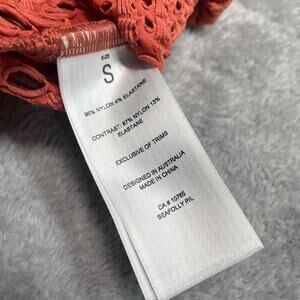 SIZE
S
96% NYLON 4% ELASTANE
CONTRAST: 87% NYLON 13%
ELASTANE
EXCLUSIVE OF TRIMS
DESIGNED IN AUSTRALIA
MADE IN CHINA
CA # 10765
SEAFOLLY P/L